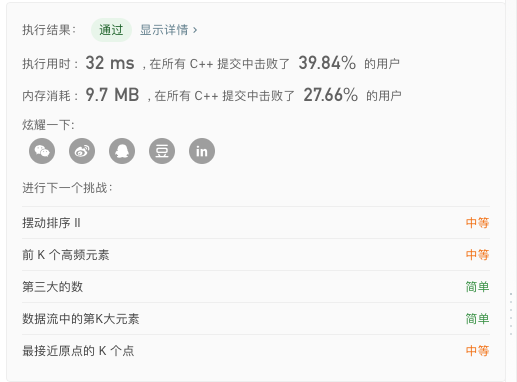 执行结果： 通过 显示详情 ›
执行用时： 32 ms ，在所有 C++ 提交中击败了 39.84% 的用户
内存消耗： 9.7 MB ，在所有 C++ 提交中击败了 27.66% 的用户
炫耀一下:
豆 in
进行下一个挑战：
摆动排序 II 中等
前 K 个高频元素 中等
第三大的数 简单
数据流中的第K大元素 简单
最接近原点的 K 个点 中等